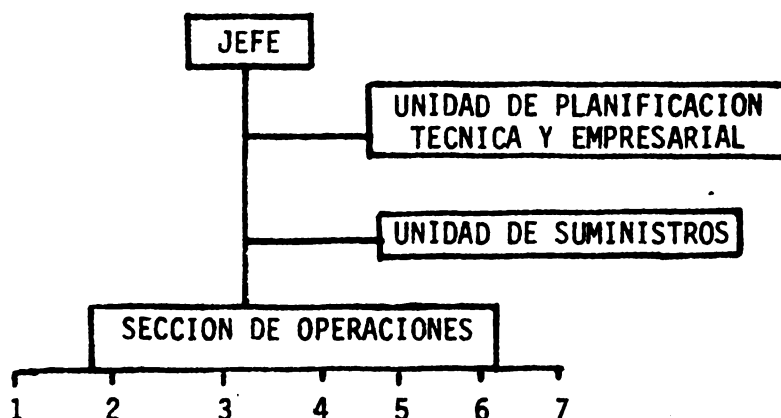 JEFE
UNIDAD DE PLANIFICACION
TECNICA Y EMPRESARIAL
UNIDAD DE SUMINISTROS
SECCION DE OPERACIONES
1 2 3 4 5 6 7